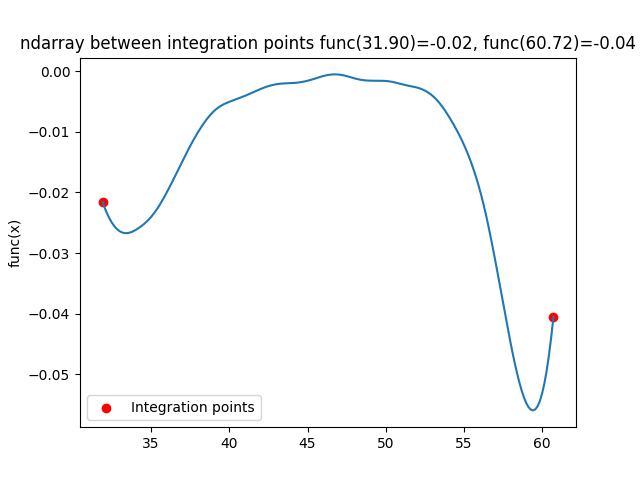 ndarray between integration points func(31.90)=-0.02, func(60.72)=-0.04
0.00
−0.01
−0.02
−0.03
−0.04
−0.05
func(x)
Integration points
35 40 45 50 55 60